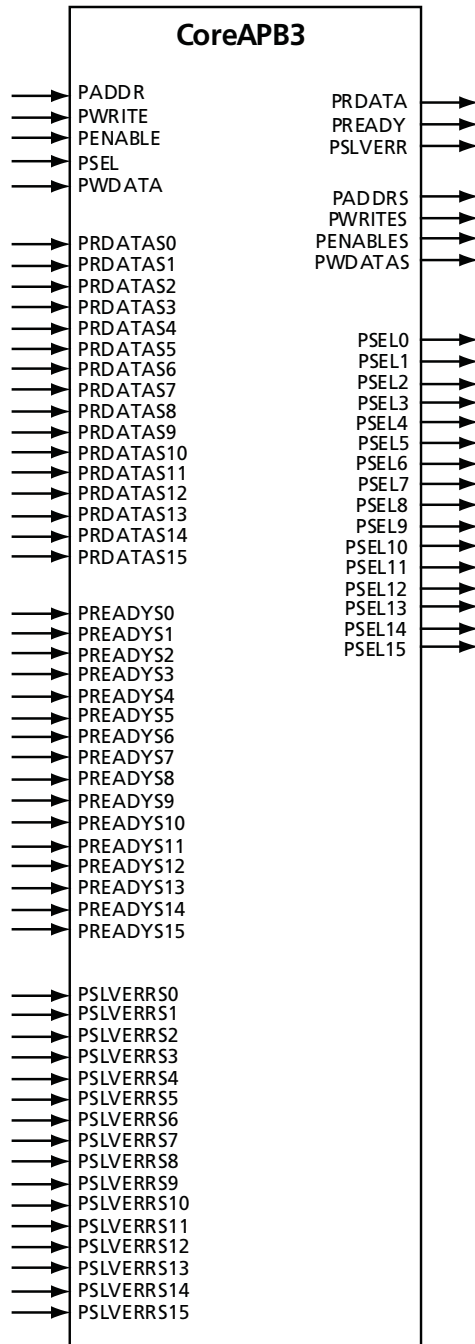 CoreAPB3
PADDR
PWRITE
PENABLE
PSEL
PWDATA
PRDATAS0
PRDATAS1
PRDATAS2
PRDATAS3
PRDATAS4
PRDATAS5
PRDATAS6
PRDATAS7
PRDATAS8
PRDATAS9
PRDATAS10
PRDATAS11
PRDATAS12
PRDATAS13
PRDATAS14
PRDATAS15
PREADYS0
PREADYS1
PREADYS2
PREADYS3
PREADYS4
PREADYS5
PREADYS6
PREADYS7
PREADYS8
PREADYS9
PREADYS10
PREADYS11
PREADYS12
PREADYS13
PREADYS14
PREADYS15
PSLVERRS0
PSLVERRS1
PSLVERRS2
PSLVERRS3
PSLVERRS4
PSLVERRS5
PSLVERRS6
PSLVERRS7
PSLVERRS8
PSLVERRS9
PSLVERRS10
PSLVERRS11
PSLVERRS12
PSLVERRS13
PSLVERRS14
PSLVERRS15
PRDATA
PREADY
PSLVERR
PADDRS
PWRITES
PENABLES
PWDATAS
PSEL0
PSEL1
PSEL2
PSEL3
PSEL4
PSEL5
PSEL6
PSEL7
PSEL8
PSEL9
PSEL10
PSEL11
PSEL12
PSEL13
PSEL14
PSEL15